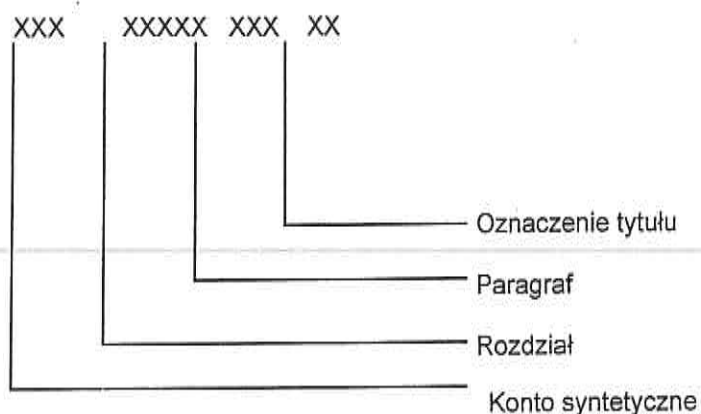 XXX XXXXX XXX XX
Oznaczenie tytułu
Paragraf
Rozdział
Konto syntetyczne